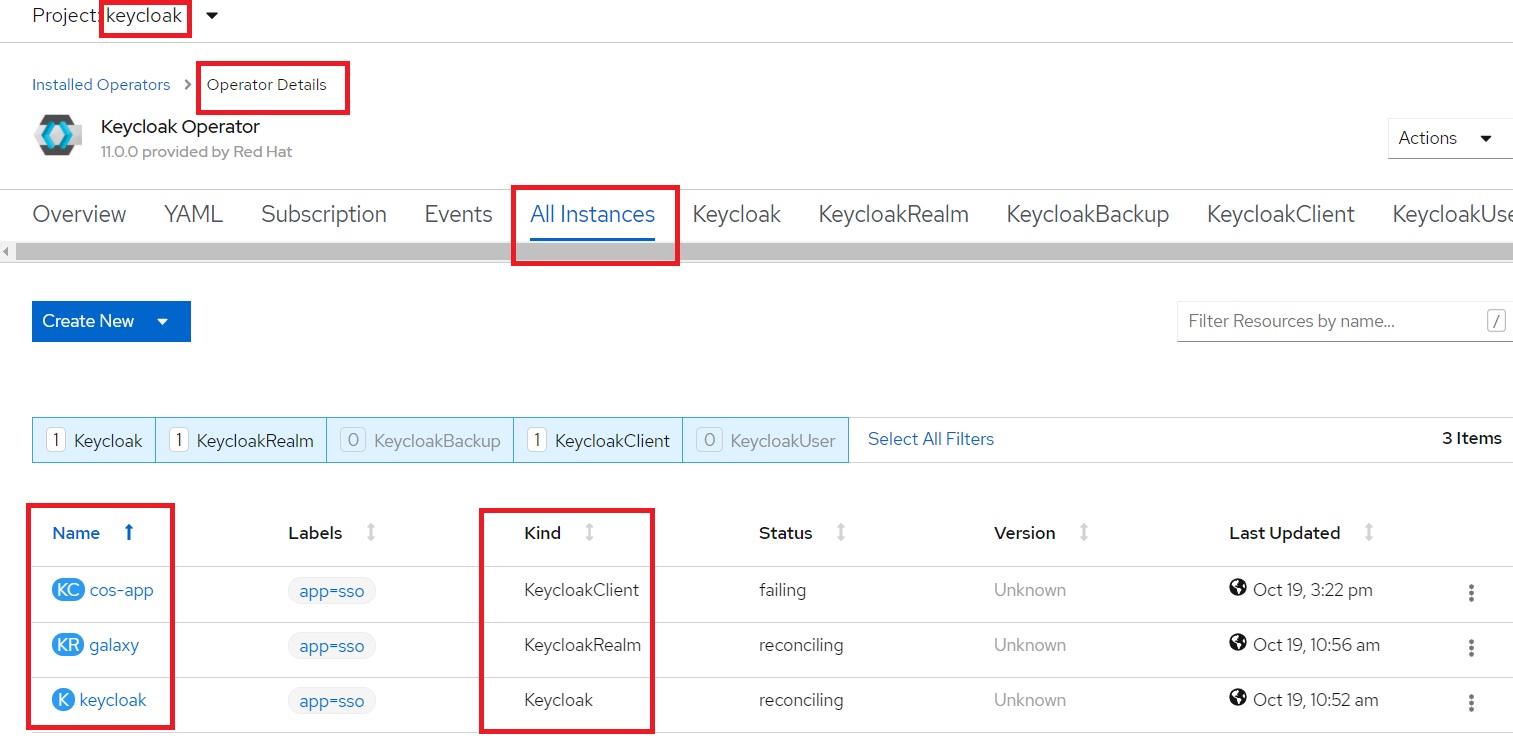 Project: keycloak
Installed Operators > Operator Details
Keycloak Operator
11.0.0 provided by Red Hat
Actions
Overview YAML Subscription Events All Instances Keycloak KeycloakRealm KeycloakBackup KeycloakClient KeycloakUse
Create New
Filter Resources by name... /
1 Keycloak 1 KeycloakRealm 0 KeycloakBackup 1 KeycloakClient 0 KeycloakUser Select All Filters 3 Items
Name Labels Kind Status Version Last Updated
KC cos-app app=sso KeycloakClient failing Unknown Oct 19, 3:22 pm
KR galaxy app=sso KeycloakRealm reconciling Unknown Oct 19, 10:56 am
K keycloak app=sso Keycloak reconciling Unknown Oct 19, 10:52 am